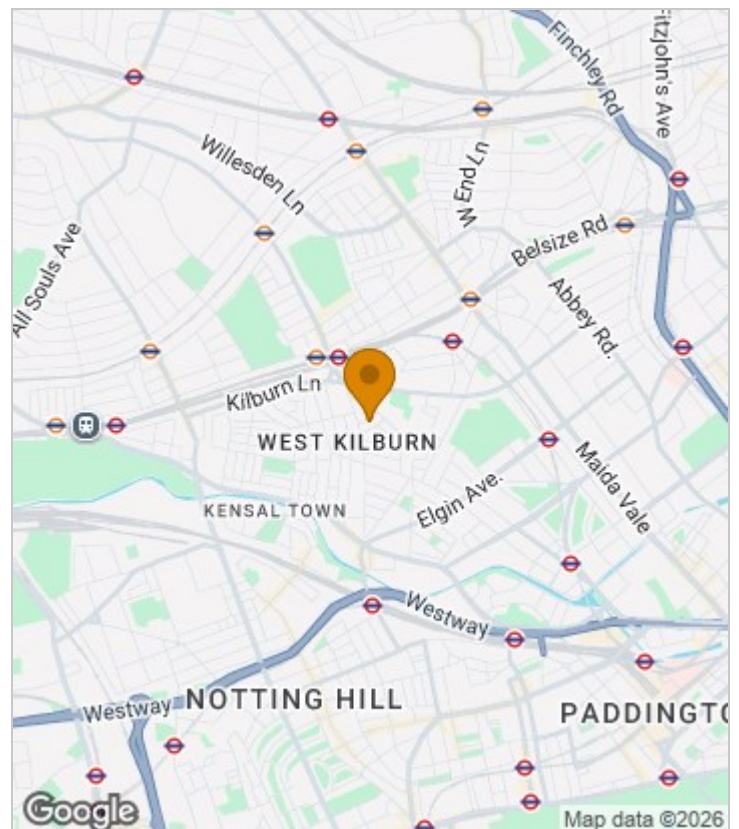 Finchley Rd
Fitzjohn's Ave
Willesden Ln
W End Ln
All Souls Ave
Belsize Rd
Abbey Rd.
Kilburn Ln
WEST KILBURN
Maida Vale
Elgin Ave.
KENSAL TOWN
Westway
NOTTING HILL
Westway
PADDINGTO
Google
Map data ©2026